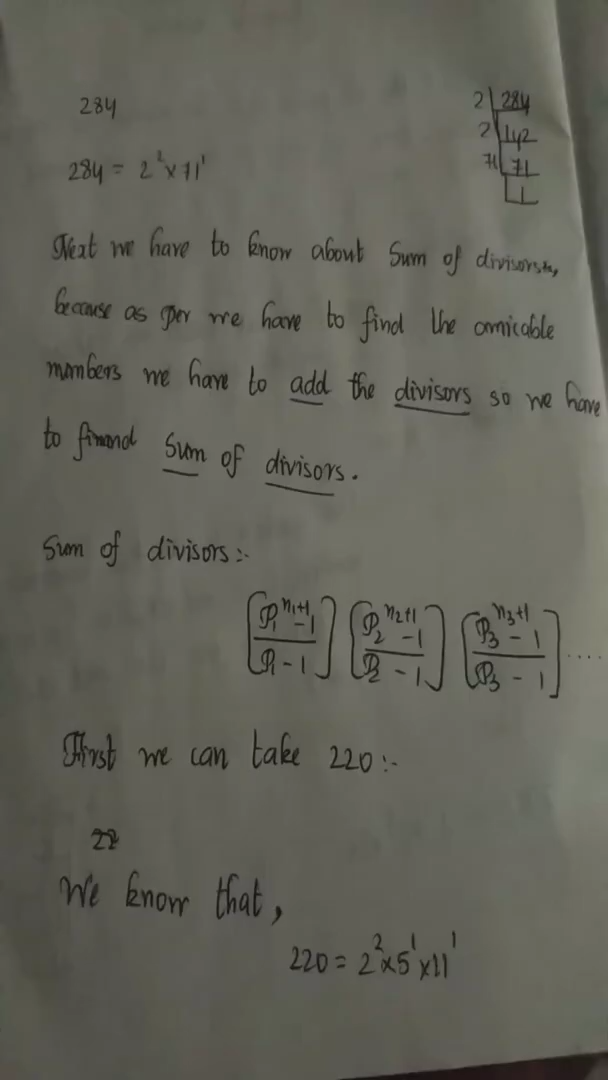 284
2 | 284
2 | 142
284 = 2² × 71¹
71 | 71
1
Next we have to know about Sum of divisors,
because as per we have to find the amicable
numbers we have to add the divisors so we have
to find Sum of divisors.
Sum of divisors :-
[P₁^(n₁+1) - 1 / P₁ - 1] [P₂^(n₂+1) - 1 / P₂ - 1] [P₃^(n₃+1) - 1 / P₃ - 1] ....
First we can take 220 :-
22
We know that,
220 = 2² × 5¹ × 11¹